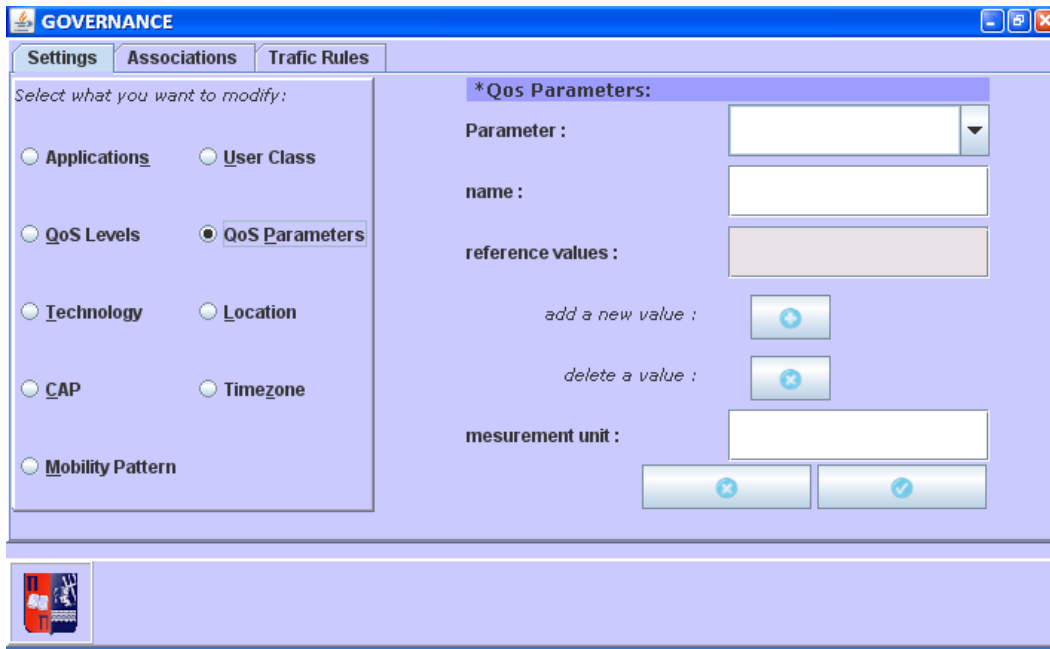 GOVERNANCE
Settings Associations Trafic Rules
Select what you want to modify:
Applications User Class
QoS Levels QoS Parameters
Technology Location
CAP Timezone
Mobility Pattern
*Qos Parameters:
Parameter :
name :
reference values :
add a new value :
delete a value :
mesurement unit :
Π
Π